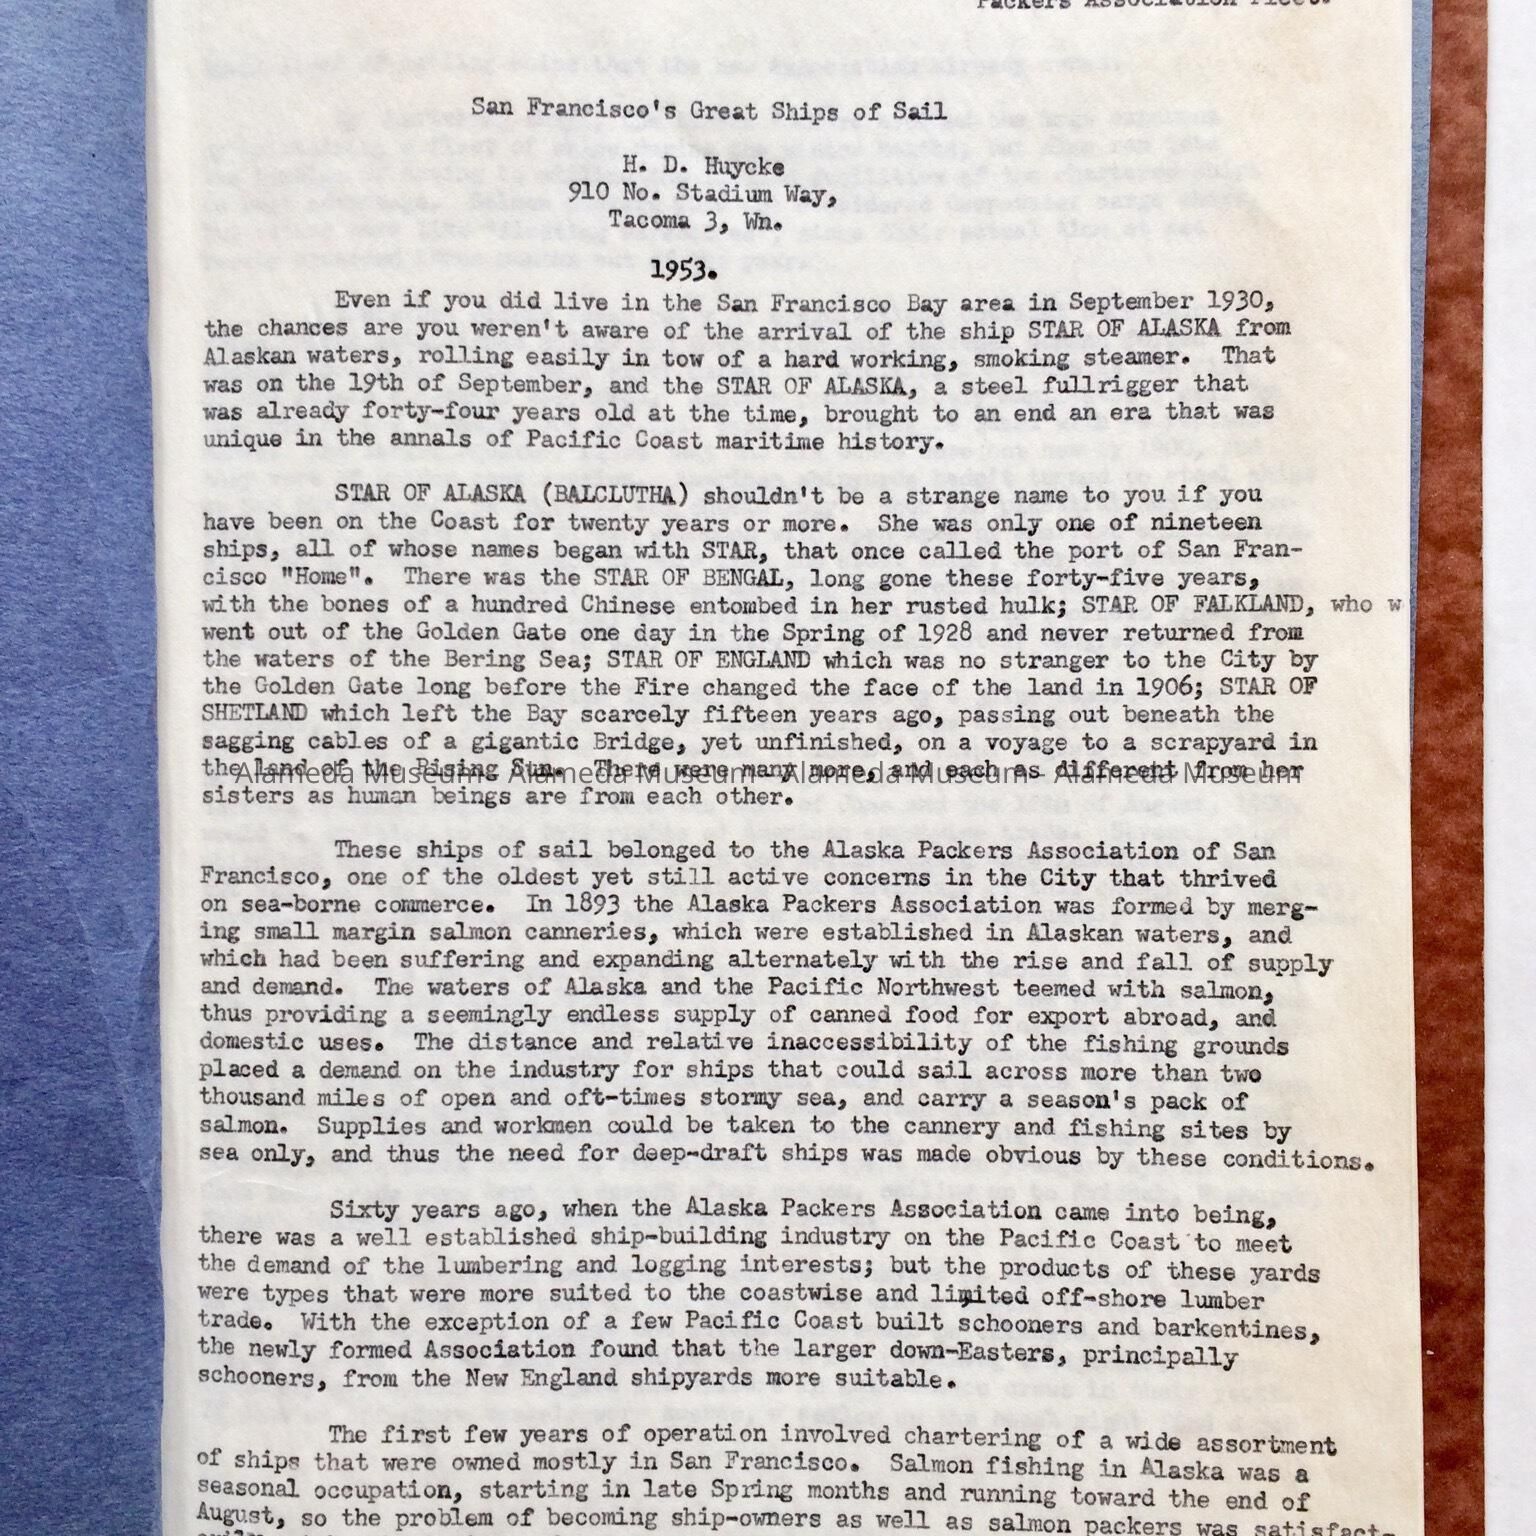 Packers Association Fleet.
San Francisco's Great Ships of Sail
H. D. Huycke
910 No. Stadium Way,
Tacoma 3, Wn.
1953.
Even if you did live in the San Francisco Bay area in September 1930,
the chances are you weren't aware of the arrival of the ship STAR OF ALASKA from
Alaskan waters, rolling easily in tow of a hard working, smoking steamer. That
was on the 19th of September, and the STAR OF ALASKA, a steel fullrigger that
was already forty-four years old at the time, brought to an end an era that was
unique in the annals of Pacific Coast maritime history.
STAR OF ALASKA (BALCLUTHA) shouldn't be a strange name to you if you
have been on the Coast for twenty years or more. She was only one of nineteen
ships, all of whose names began with STAR, that once called the port of San Fran-
cisco "Home". There was the STAR OF BENGAL, long gone these forty-five years,
with the bones of a hundred Chinese entombed in her rusted hulk; STAR OF FALKLAND, who w
went out of the Golden Gate one day in the Spring of 1928 and never returned from
the waters of the Bering Sea; STAR OF ENGLAND which was no stranger to the City by
the Golden Gate long before the Fire changed the face of the land in 1906; STAR OF
SHETLAND which left the Bay scarcely fifteen years ago, passing out beneath the
sagging cables of a gigantic Bridge, yet unfinished, on a voyage to a scrapyard in
the land of the Rising Sun. There were many more, and each as different from her
Alameda Museum - Alameda Museum - Alameda Museum - Alameda Museum
sisters as human beings are from each other.
These ships of sail belonged to the Alaska Packers Association of San
Francisco, one of the oldest yet still active concerns in the City that thrived
on sea-borne commerce. In 1893 the Alaska Packers Association was formed by merg-
ing small margin salmon canneries, which were established in Alaskan waters, and
which had been suffering and expanding alternately with the rise and fall of supply
and demand. The waters of Alaska and the Pacific Northwest teemed with salmon,
thus providing a seemingly endless supply of canned food for export abroad, and
domestic uses. The distance and relative inaccessibility of the fishing grounds
placed a demand on the industry for ships that could sail across more than two
thousand miles of open and oft-times stormy sea, and carry a season's pack of
salmon. Supplies and workmen could be taken to the cannery and fishing sites by
sea only, and thus the need for deep-draft ships was made obvious by these conditions.
Sixty years ago, when the Alaska Packers Association came into being,
there was a well established ship-building industry on the Pacific Coast to meet
the demand of the lumbering and logging interests; but the products of these yards
were types that were more suited to the coastwise and limited off-shore lumber
trade. With the exception of a few Pacific Coast built schooners and barkentines,
the newly formed Association found that the larger down-Easters, principally
schooners, from the New England shipyards more suitable.
The first few years of operation involved chartering of a wide assortment
of ships that were owned mostly in San Francisco. Salmon fishing in Alaska was a
seasonal occupation, starting in late Spring months and running toward the end of
August, so the problem of becoming ship-owners as well as salmon packers was satisfact-